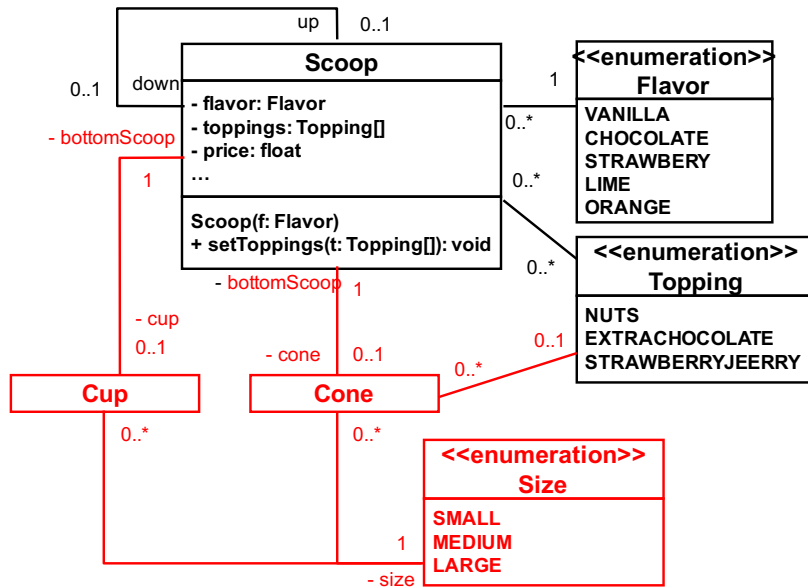 up
0..1
Scoop
0..1
down
- flavor: Flavor
- toppings: Topping[]
- price: float
...
Scoop(f: Flavor)
+ setToppings(t: Topping[]): void
1
0..*
<<enumeration>>
Flavor
VANILLA
CHOCOLATE
STRAWBERY
LIME
ORANGE
0..*
0..*
<<enumeration>>
Topping
NUTS
EXTRACHOCOLATE
STRAWBERRYJEERRY
- bottomScoop
1
- bottomScoop
1
- cup
0..1
- cone
0..1
0..*
0..1
Cup
Cone
0..*
0..*
<<enumeration>>
Size
SMALL
MEDIUM
LARGE
1
- size